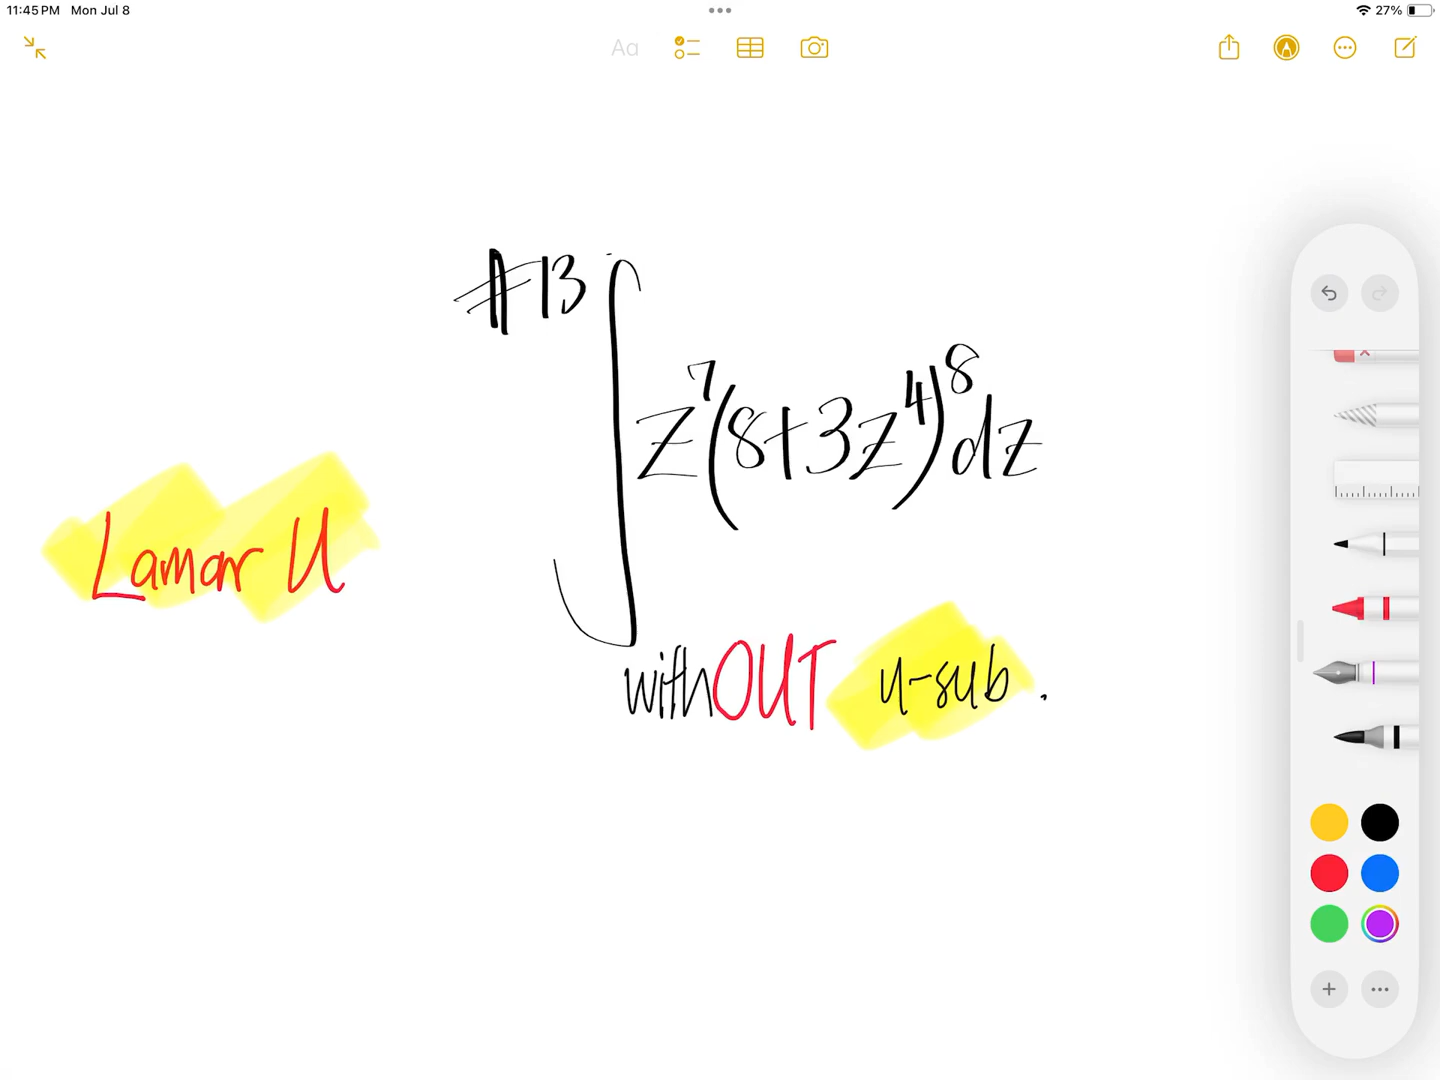 11:45 PM Mon Jul 8
27%
Aa
#13 ∫ z⁷(8+3z⁴)⁸dz
Lamar U
withOUT u-sub.